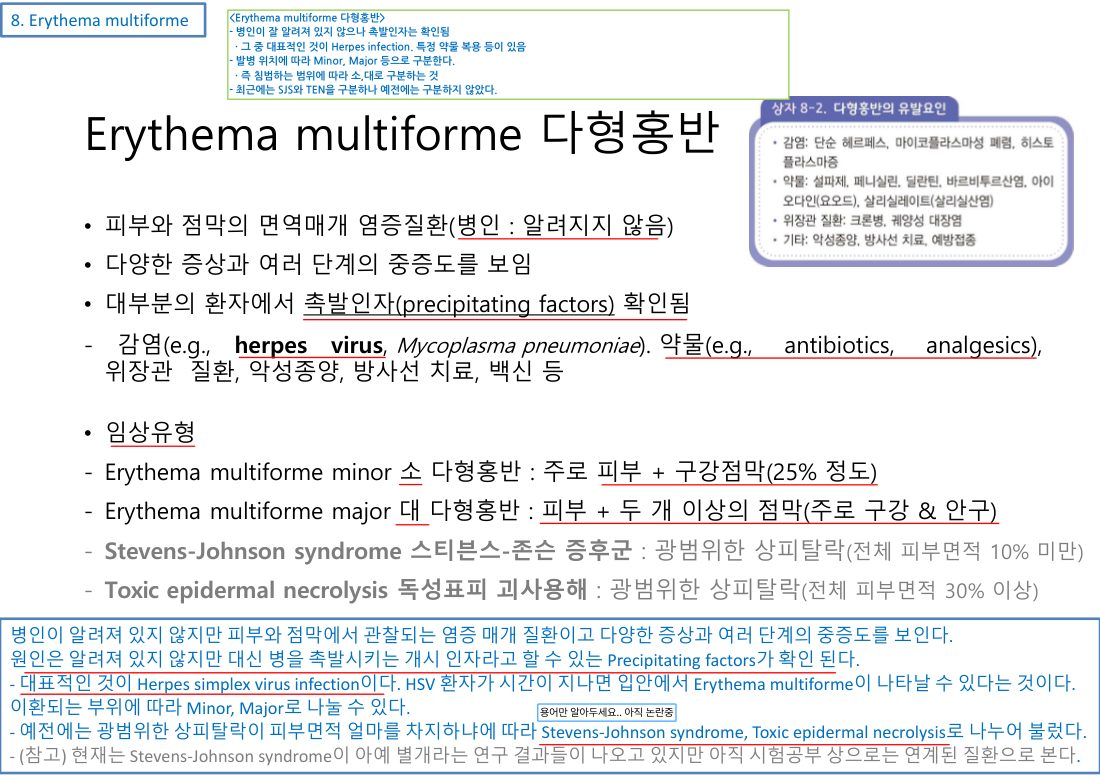 8. Erythema multiforme
<Erythema multiforme 다형홍반>
- 병인이 잘 알려져 있지 않으나 촉발인자는 확인됨
· 그 중 대표적인 것이 Herpes infection. 특정 약물 복용 등이 있음
- 발병 위치에 따라 Minor, Major 등으로 구분한다.
· 즉 침범하는 범위에 따라 소,대로 구분하는 것
- 최근에는 SJS와 TEN을 구분하나 예전에는 구분하지 않았다.
Erythema multiforme 다형홍반
상자 8-2. 다형홍반의 유발요인
• 감염: 단순 헤르페스, 마이코플라스마성 폐렴, 히스토
플라스마증
• 약물: 설파제, 페니실린, 딜란틴, 바르비투르산염, 아이
오다인(요오드), 살리실레이트(살리실산염)
• 위장관 질환: 크론병, 궤양성 대장염
• 기타: 악성종양, 방사선 치료, 예방접종
• 피부와 점막의 면역매개 염증질환(병인 : 알려지지 않음)
• 다양한 증상과 여러 단계의 중증도를 보임
• 대부분의 환자에서 촉발인자(precipitating factors) 확인됨
- 감염(e.g., herpes virus, Mycoplasma pneumoniae). 약물(e.g., antibiotics, analgesics),
위장관 질환, 악성종양, 방사선 치료, 백신 등
• 임상유형
- Erythema multiforme minor 소 다형홍반 : 주로 피부 + 구강점막(25% 정도)
- Erythema multiforme major 대 다형홍반 : 피부 + 두 개 이상의 점막(주로 구강 & 안구)
- Stevens-Johnson syndrome 스티븐스-존슨 증후군 : 광범위한 상피탈락(전체 피부면적 10% 미만)
- Toxic epidermal necrolysis 독성표피 괴사용해 : 광범위한 상피탈락(전체 피부면적 30% 이상)
병인이 알려져 있지 않지만 피부와 점막에서 관찰되는 염증 매개 질환이고 다양한 증상과 여러 단계의 중증도를 보인다.
원인은 알려져 있지 않지만 대신 병을 촉발시키는 개시 인자라고 할 수 있는 Precipitating factors가 확인 된다.
- 대표적인 것이 Herpes simplex virus infection이다. HSV 환자가 시간이 지나면 입안에서 Erythema multiforme이 나타날 수 있다는 것이다.
이환되는 부위에 따라 Minor, Major로 나눌 수 있다.
용어만 알아두세요.. 아직 논란중
- 예전에는 광범위한 상피탈락이 피부면적 얼마를 차지하냐에 따라 Stevens-Johnson syndrome, Toxic epidermal necrolysis로 나누어 불렀다.
- (참고) 현재는 Stevens-Johnson syndrome이 아예 별개라는 연구 결과들이 나오고 있지만 아직 시험공부 상으로는 연계된 질환으로 본다.